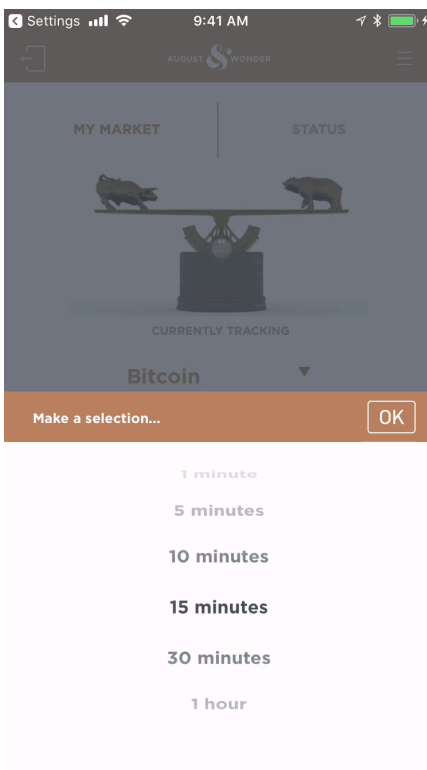 Settings 9:41 AM
AUGUST & WONDER
MY MARKET STATUS
CURRENTLY TRACKING
Bitcoin
Make a selection... OK
1 minute
5 minutes
10 minutes
15 minutes
30 minutes
1 hour